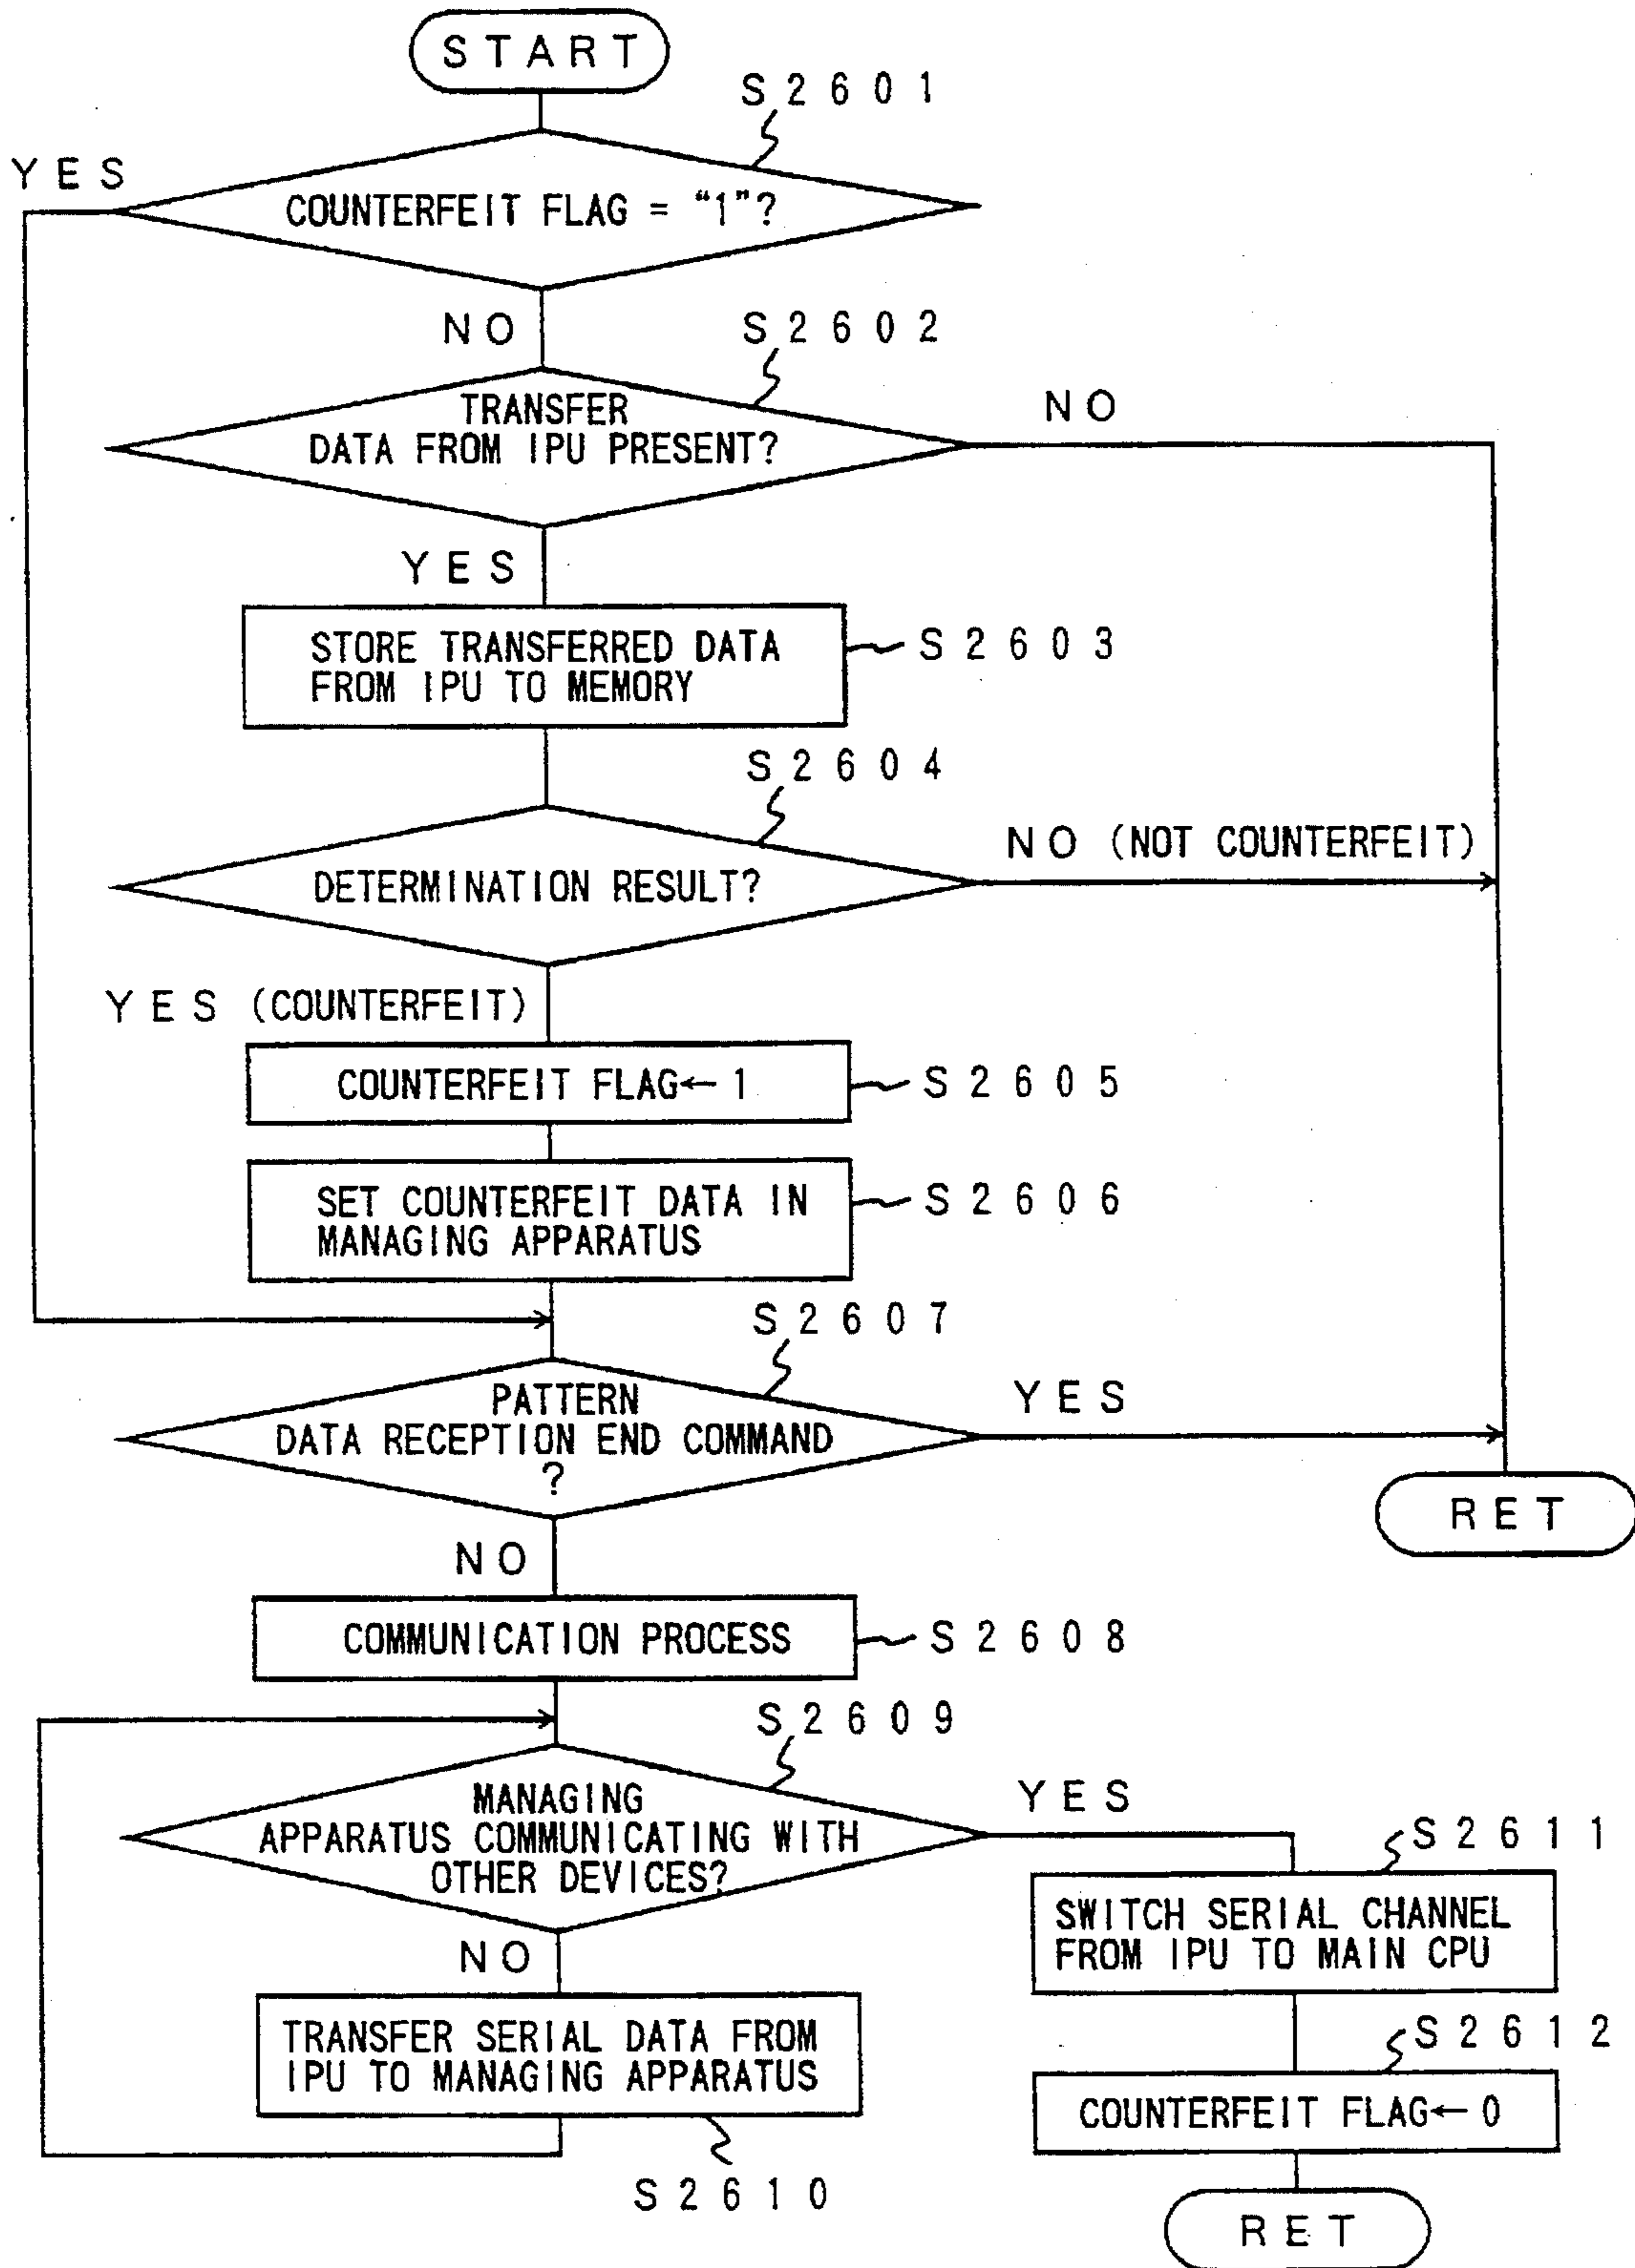 START
S2601
YES
COUNTERFEIT FLAG = “1”?
NO
S2602
TRANSFER
DATA FROM IPU PRESENT?
NO
YES
STORE TRANSFERRED DATA
FROM IPU TO MEMORY
S2603
S2604
DETERMINATION RESULT?
NO (NOT COUNTERFEIT)
YES (COUNTERFEIT)
COUNTERFEIT FLAG←1
S2605
SET COUNTERFEIT DATA IN
MANAGING APPARATUS
S2606
S2607
PATTERN
DATA RECEPTION END COMMAND
?
YES
RET
NO
COMMUNICATION PROCESS
S2608
S2609
MANAGING
APPARATUS COMMUNICATING WITH
OTHER DEVICES?
YES
S2611
SWITCH SERIAL CHANNEL
FROM IPU TO MAIN CPU
NO
TRANSFER SERIAL DATA FROM
IPU TO MANAGING APPARATUS
S2610
S2612
COUNTERFEIT FLAG←0
RET